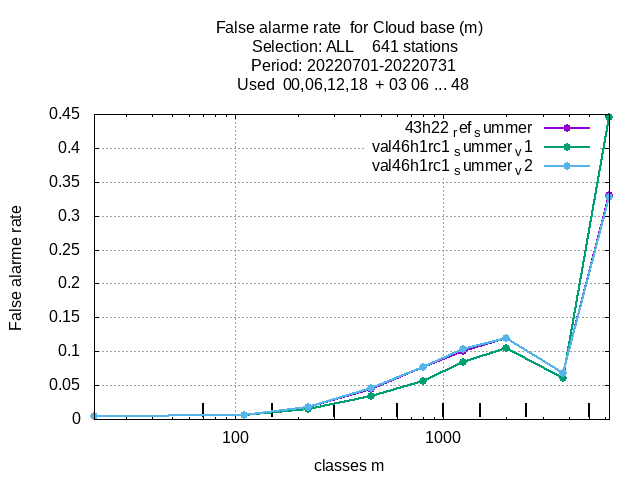 False alarme rate  for Cloud base (m)
Selection: ALL    641 stations
Period: 20220701-20220731
Used  00,06,12,18  + 03 06 ... 48
0.45
0.4
0.35
0.3
0.25
0.2
0.15
0.1
0.05
0
False alarme rate
43h22 ref summer
val46h1rc1 summer v1
val46h1rc1 summer v2
100
1000
classes m